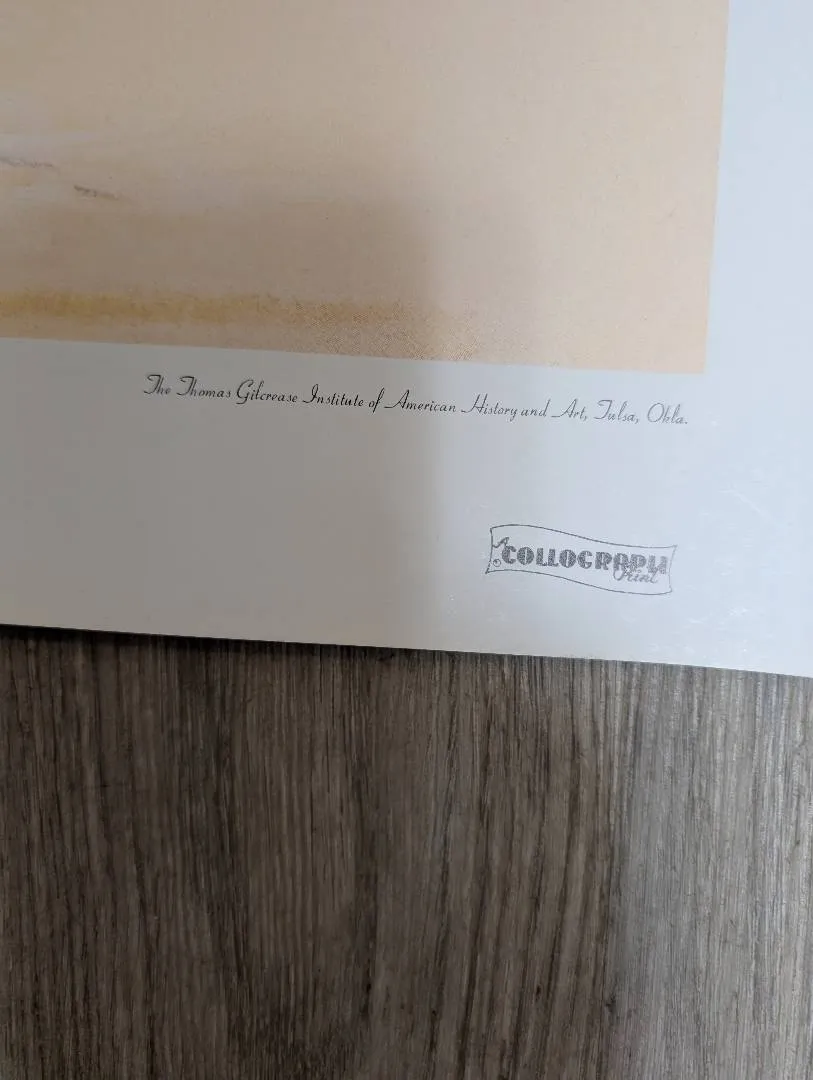 The Thomas Gilcrease Institute of American History and Art, Tulsa, Okla.
A COLLOGRAPH
Print